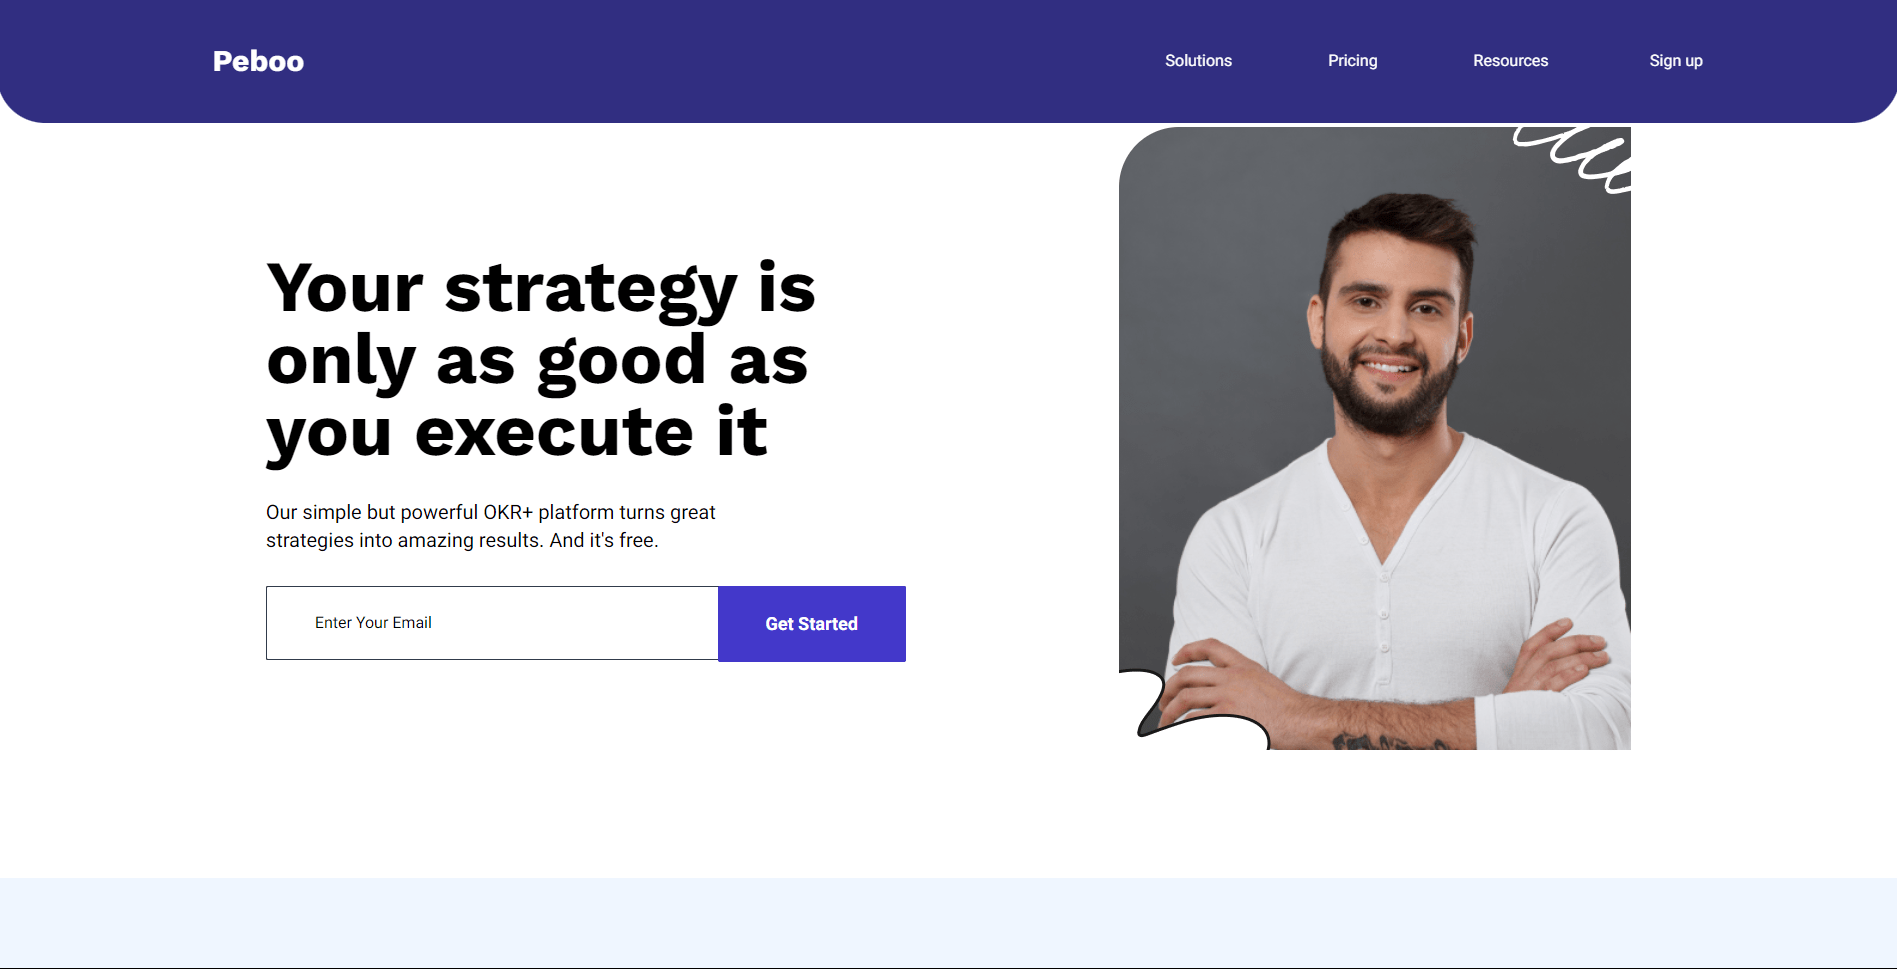 Peboo
Solutions Pricing Resources Sign up
Your strategy is
only as good as
you execute it
Our simple but powerful OKR+ platform turns great
strategies into amazing results. And it's free.
Enter Your Email Get Started